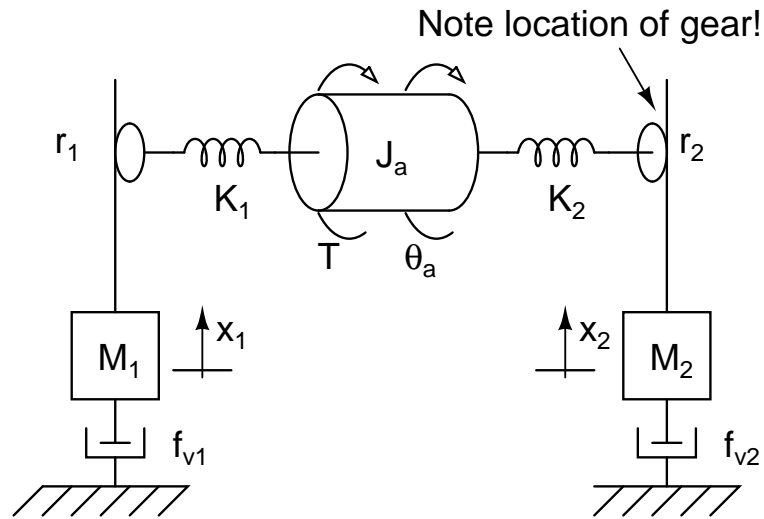 Note location of gear!
r₁
K₁
Jₐ
K₂
r₂
T
θₐ
M₁
x₁
x₂
M₂
fᵥ₁
fᵥ₂